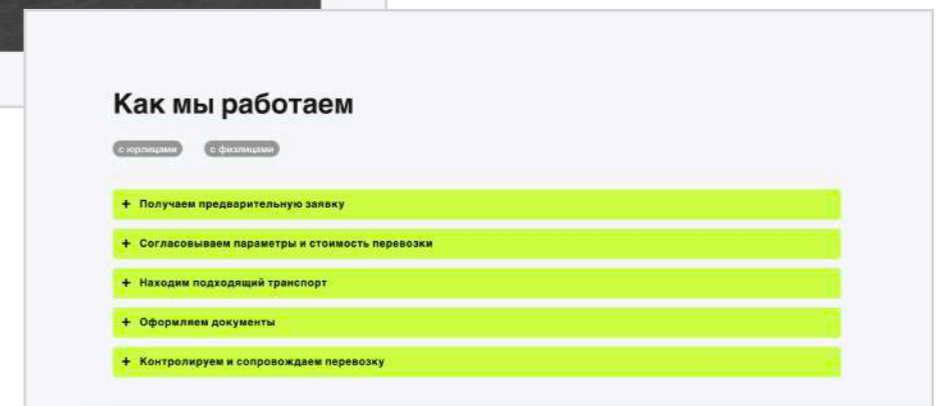 Как мы работаем
с юрлицами с физлицами
+ Получаем предварительную заявку
+ Согласовываем параметры и стоимость перевозки
+ Находим подходящий транспорт
+ Оформляем документы
+ Контролируем и сопровождаем перевозку